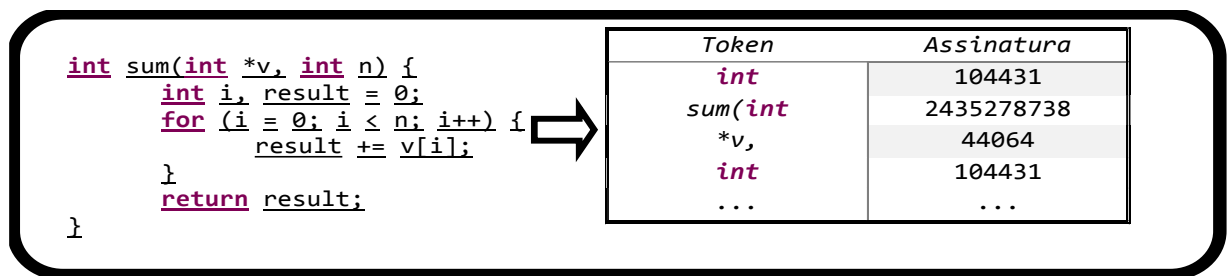 int sum(int *v, int n) {
int i, result = 0;
for (i = 0; i < n; i++) {
result += v[i];
}
return result;
}
Token Assinatura
int 104431
sum(int 2435278738
*v, 44064
int 104431
... ...